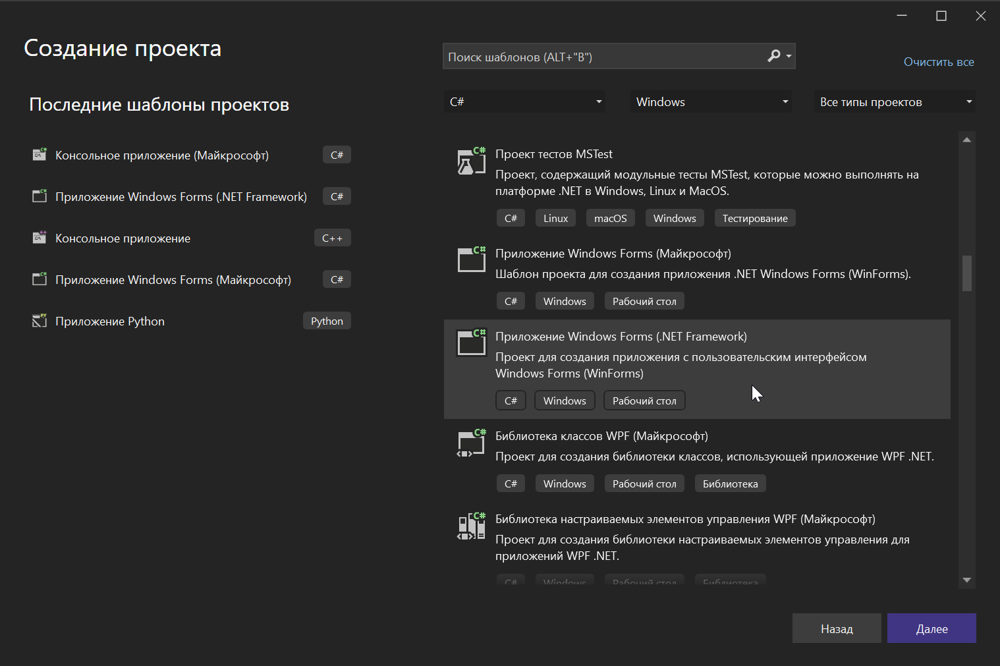 Создание проекта
Поиск шаблонов (ALT+"В")
Очистить все
Последние шаблоны проектов
C#
Windows
Все типы проектов
Консольное приложение (Майкрософт)
C#
Приложение Windows Forms (.NET Framework)
C#
Консольное приложение
C++
Приложение Windows Forms (Майкрософт)
C#
Приложение Python
Python
Проект тестов MSTest
Проект, содержащий модульные тесты MSTest, которые можно выполнять на
платформе .NET в Windows, Linux и MacOS.
C# Linux macOS Windows Тестирование
Приложение Windows Forms (Майкрософт)
Шаблон проекта для создания приложения .NET Windows Forms (WinForms).
C# Windows Рабочий стол
Приложение Windows Forms (.NET Framework)
Проект для создания приложения с пользовательским интерфейсом
Windows Forms (WinForms)
C# Windows Рабочий стол
Библиотека классов WPF (Майкрософт)
Проект для создания библиотеки классов, использующей приложение WPF .NET.
C# Windows Рабочий стол Библиотека
Библиотека настраиваемых элементов управления WPF (Майкрософт)
Проект для создания библиотеки настраиваемых элементов управления для
приложений WPF .NET.
C# Windows Рабочий стол Библиотека
Назад
Далее